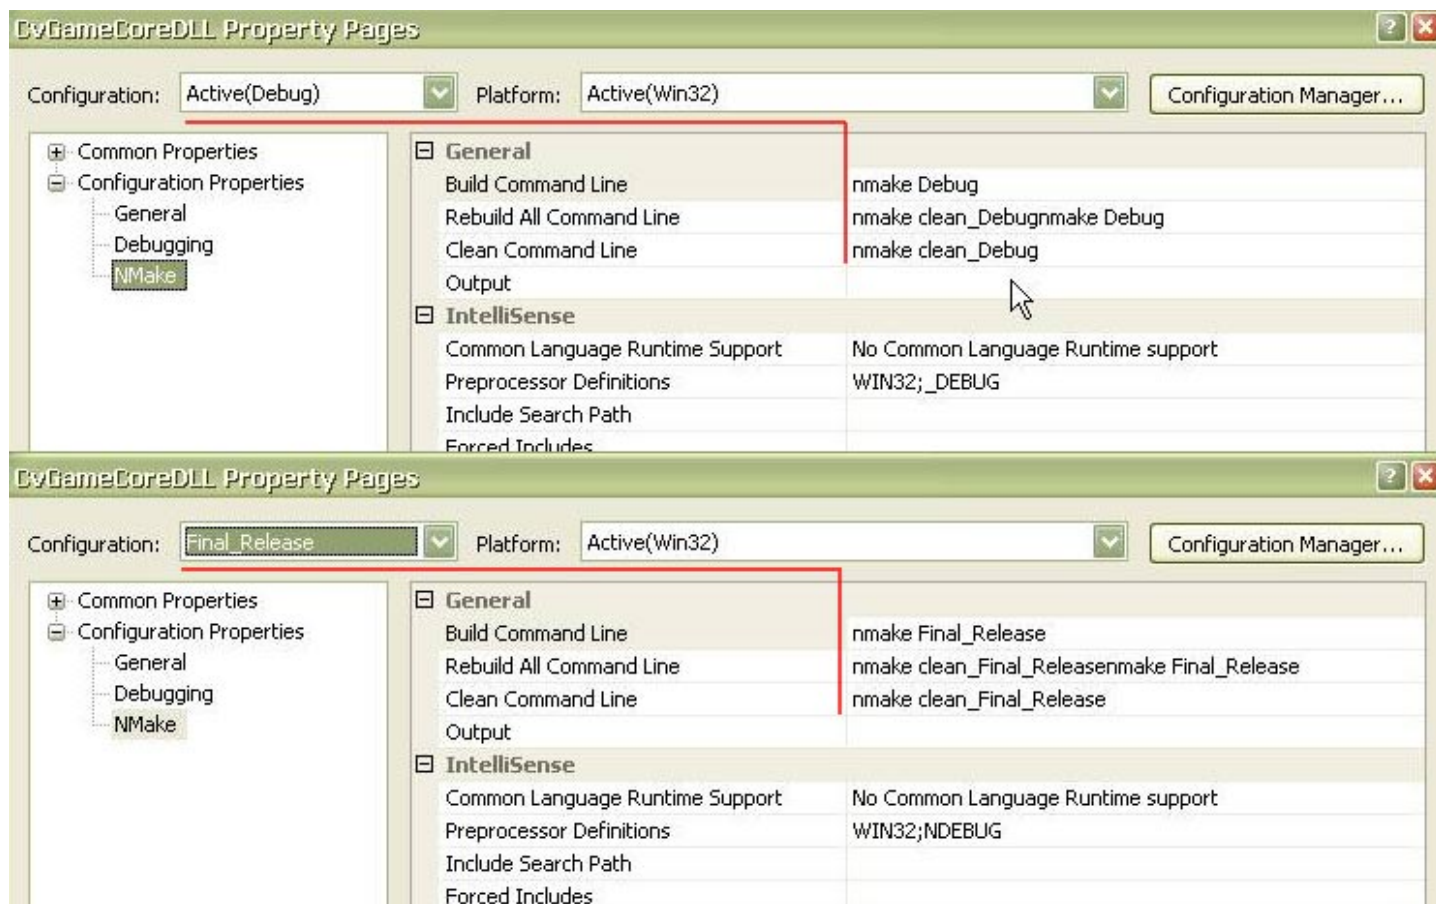 CvGameCoreDLL Property Pages
Configuration: Active(Debug) Platform: Active(Win32) Configuration Manager...
Common Properties
Configuration Properties
General
Debugging
NMake
General
Build Command Line nmake Debug
Rebuild All Command Line nmake clean_Debugnmake Debug
Clean Command Line nmake clean_Debug
Output
IntelliSense
Common Language Runtime Support No Common Language Runtime support
Preprocessor Definitions WIN32;_DEBUG
Include Search Path
Forced Includes
CvGameCoreDLL Property Pages
Configuration: Final_Release Platform: Active(Win32) Configuration Manager...
Common Properties
Configuration Properties
General
Debugging
NMake
General
Build Command Line nmake Final_Release
Rebuild All Command Line nmake clean_Final_Releasenmake Final_Release
Clean Command Line nmake clean_Final_Release
Output
IntelliSense
Common Language Runtime Support No Common Language Runtime support
Preprocessor Definitions WIN32;NDEBUG
Include Search Path
Forced Includes